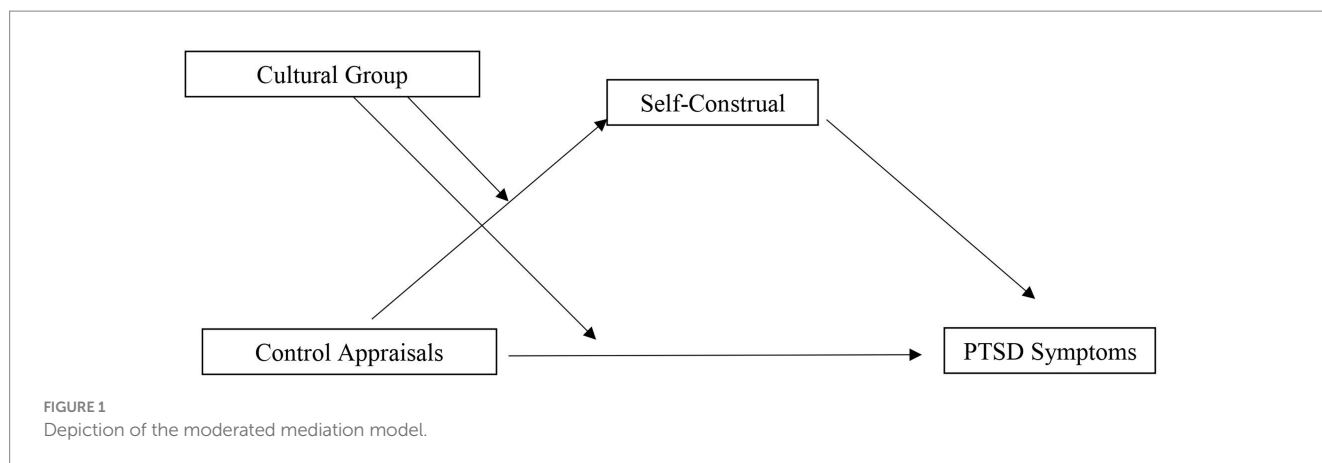 Cultural Group
Self-Construal
Control Appraisals
PTSD Symptoms
FIGURE 1
Depiction of the moderated mediation model.